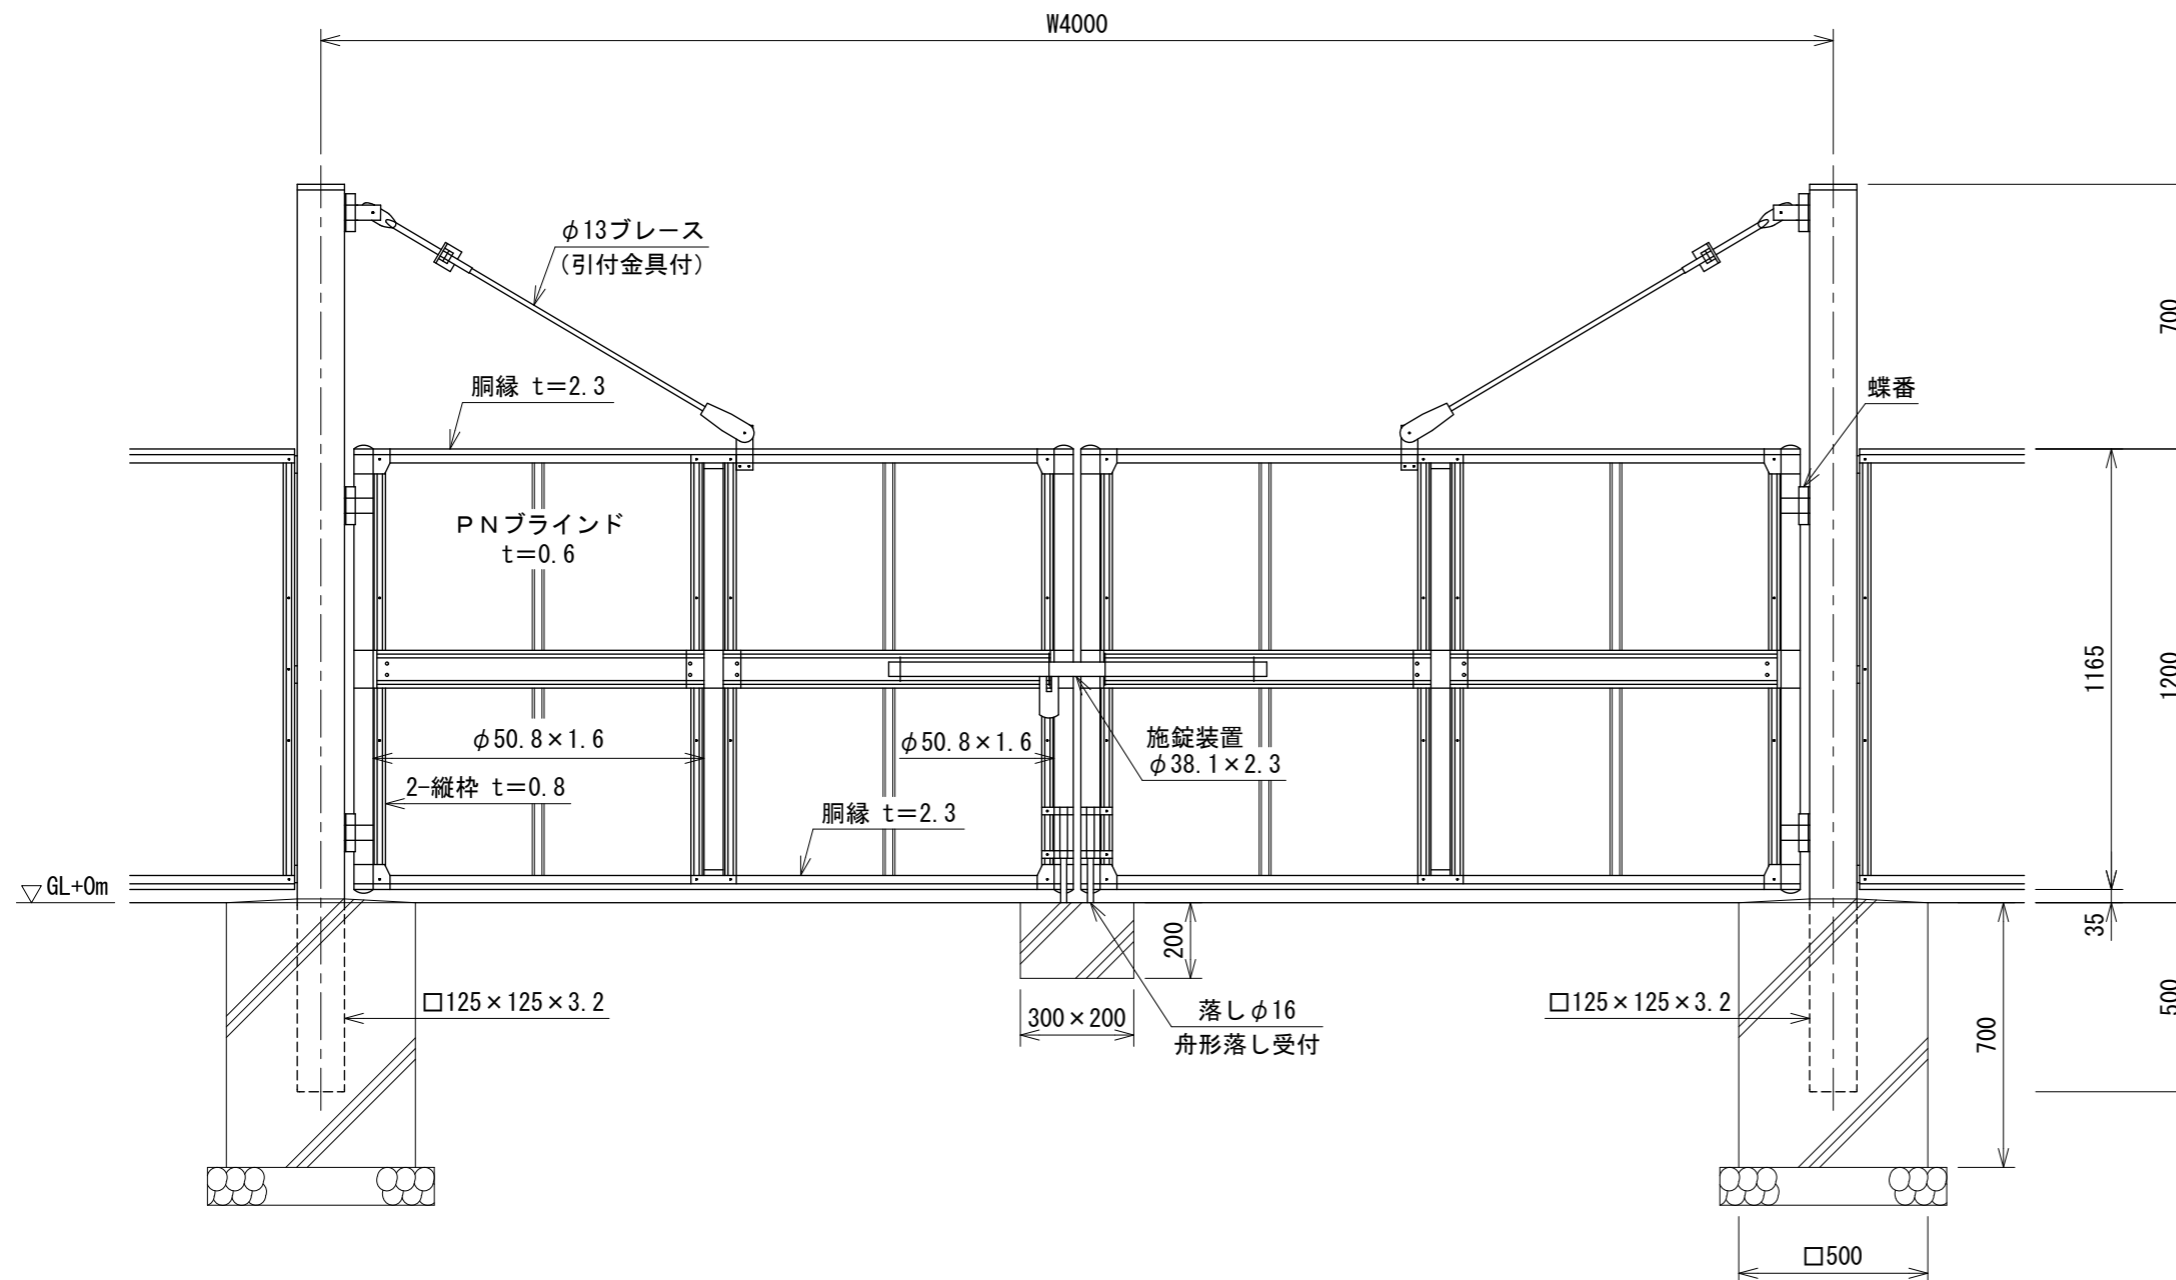 W4000
φ13ブレース
(引付金具付)
700
胴縁 t=2.3
蝶番
PNブラインド
t=0.6
1165
1200
φ50.8×1.6
φ50.8×1.6
施錠装置
φ38.1×2.3
2-縦枠 t=0.8
胴縁 t=2.3
GL+0m
200
35
□125×125×3.2
300×200
落しφ16
舟形落し受付
□125×125×3.2
700
500
□500